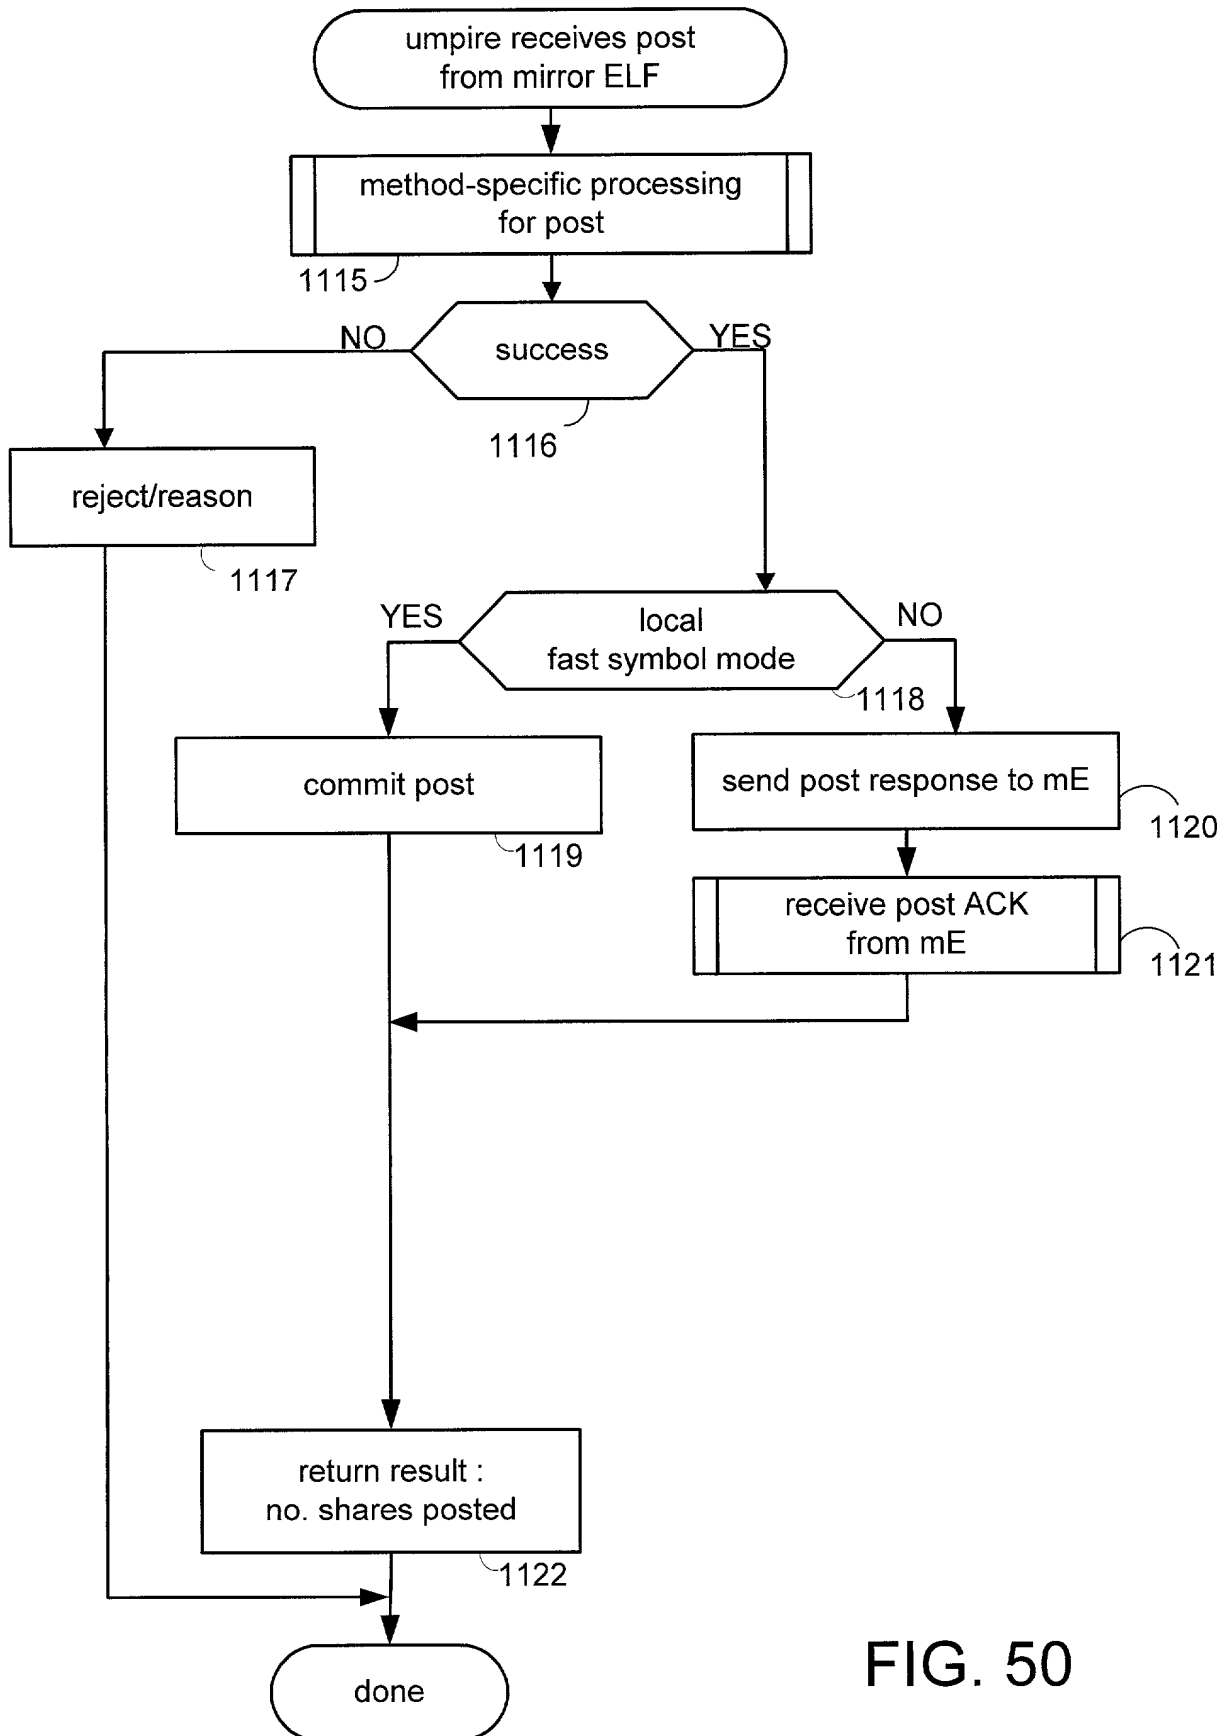 umpire receives post
from mirror ELF
method-specific processing
for post
1115
NO
YES
success
1116
reject/reason
1117
YES
NO
local
fast symbol mode
1118
commit post
1119
send post response to mE
1120
receive post ACK
from mE
1121
return result :
no. shares posted
1122
done
FIG. 50